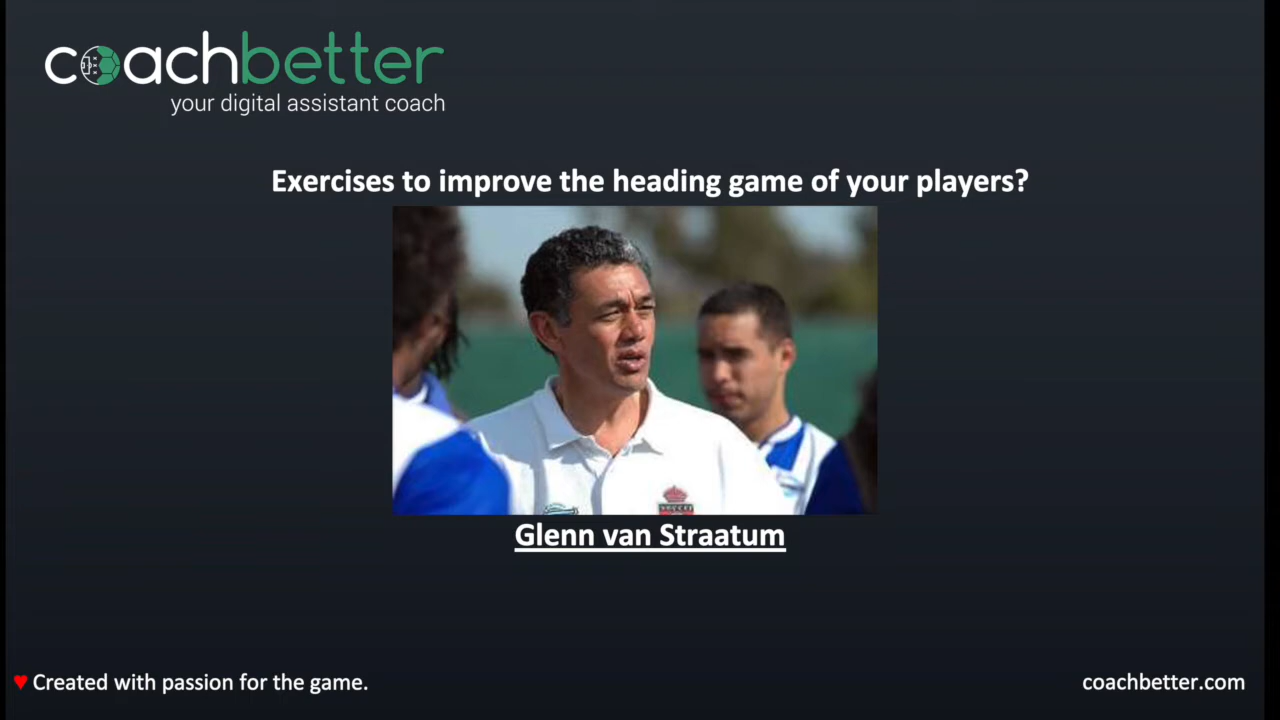 coachbetter
your digital assistant coach
Exercises to improve the heading game of your players?
SOCCER
Glenn van Straatum
♥ Created with passion for the game.
coachbetter.com